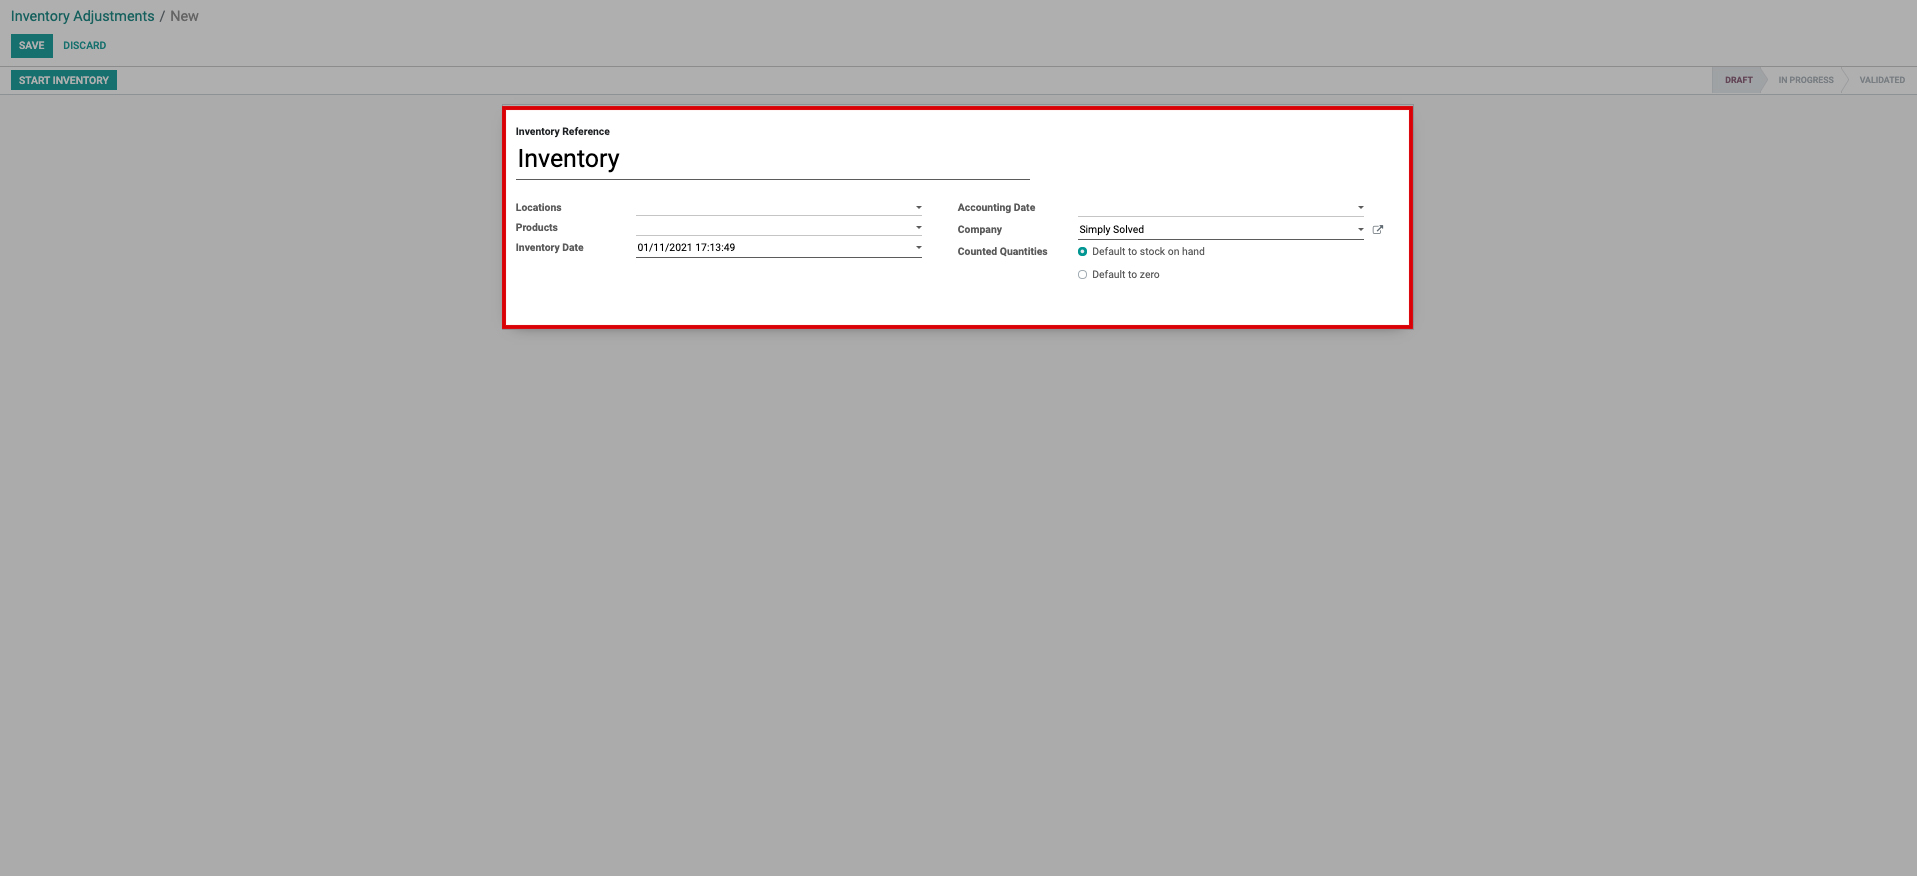 Inventory Adjustments / New
SAVE DISCARD
START INVENTORY DRAFT IN PROGRESS VALIDATED
Inventory Reference
Inventory
Locations
Products
Inventory Date 01/11/2021 17:13:49
Accounting Date
Company Simply Solved
Counted Quantities Default to stock on hand
Default to zero